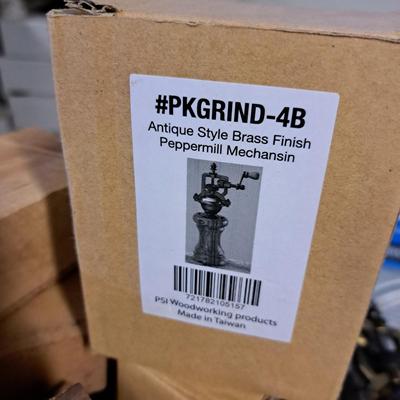 #PKGRIND-4B
Antique Style Brass Finish
Peppermill Mechansin
721782105157
PSI Woodworking products
Made in Taiwan